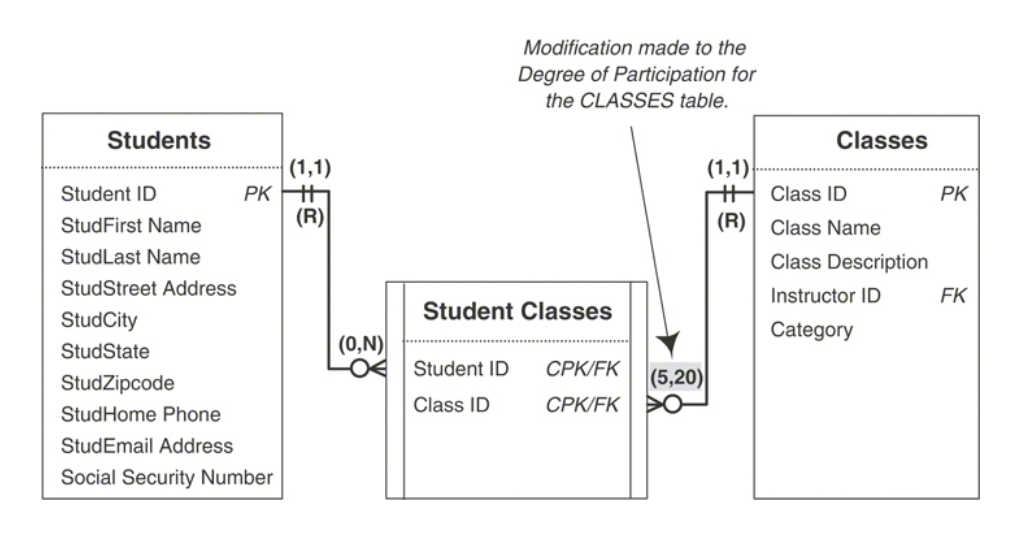 Modification made to the
Degree of Participation for
the CLASSES table.
Students
(1,1)
Student ID PK
(R)
StudFirst Name
StudLast Name
StudStreet Address
StudCity
StudState
StudZipcode
StudHome Phone
StudEmail Address
Social Security Number
Student Classes
(0,N)
Student ID CPK/FK
Class ID CPK/FK
(5,20)
Classes
(1,1)
Class ID PK
(R)
Class Name
Class Description
Instructor ID FK
Category